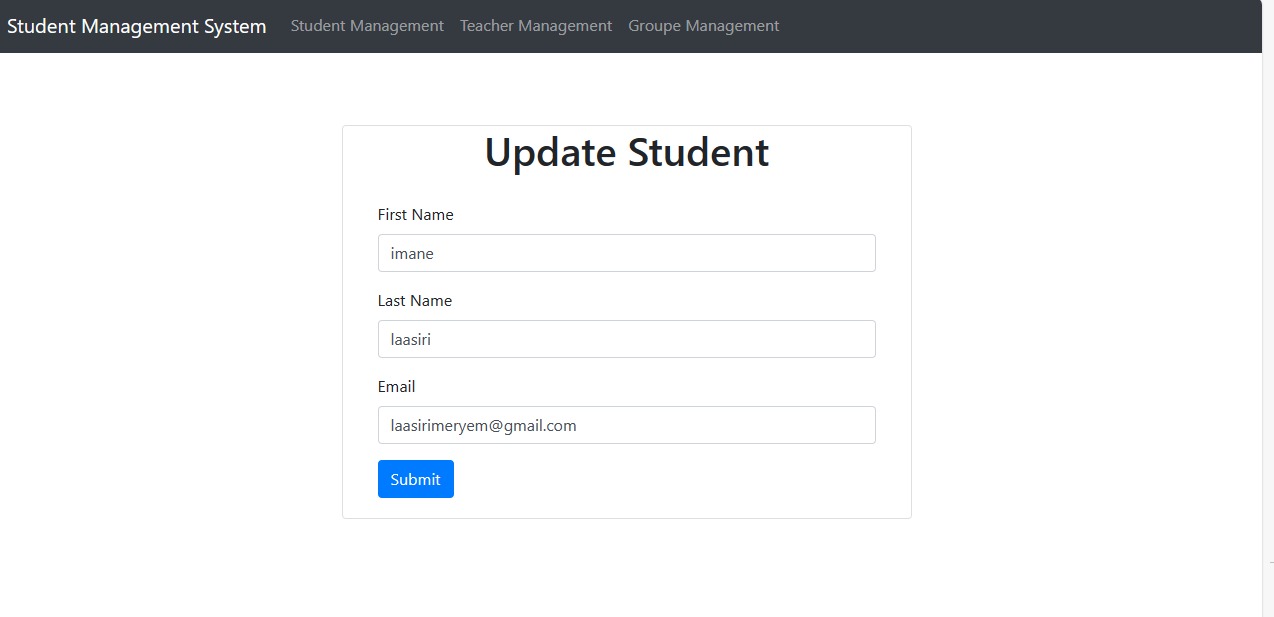 Student Management System Student Management Teacher Management Groupe Management
Update Student
First Name
imane
Last Name
laasiri
Email
laasirimeryem@gmail.com
Submit